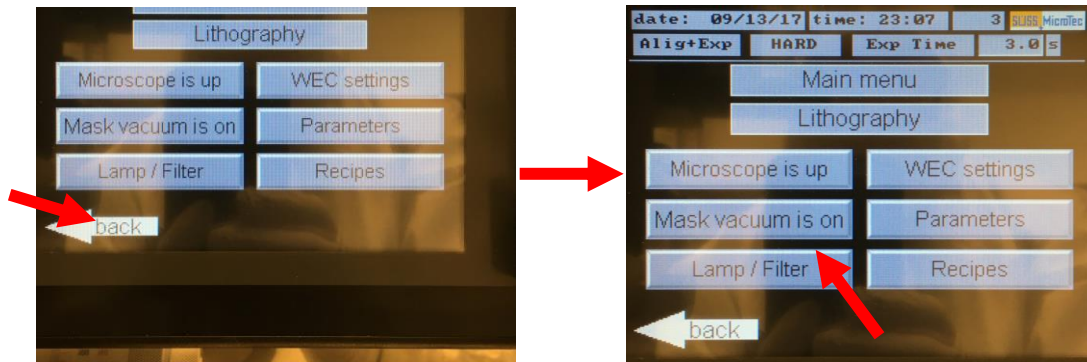 Lithography
Microscope is up
WEC settings
Mask vacuum is on
Parameters
Lamp / Filter
Recipes
back
date: 09/13/17 time: 23:07 3 SUSS MicroTec
Alig+Exp HARD Exp Time 3.0 s
Main menu
Lithography
Microscope is up
WEC settings
Mask vacuum is on
Parameters
Lamp / Filter
Recipes
back